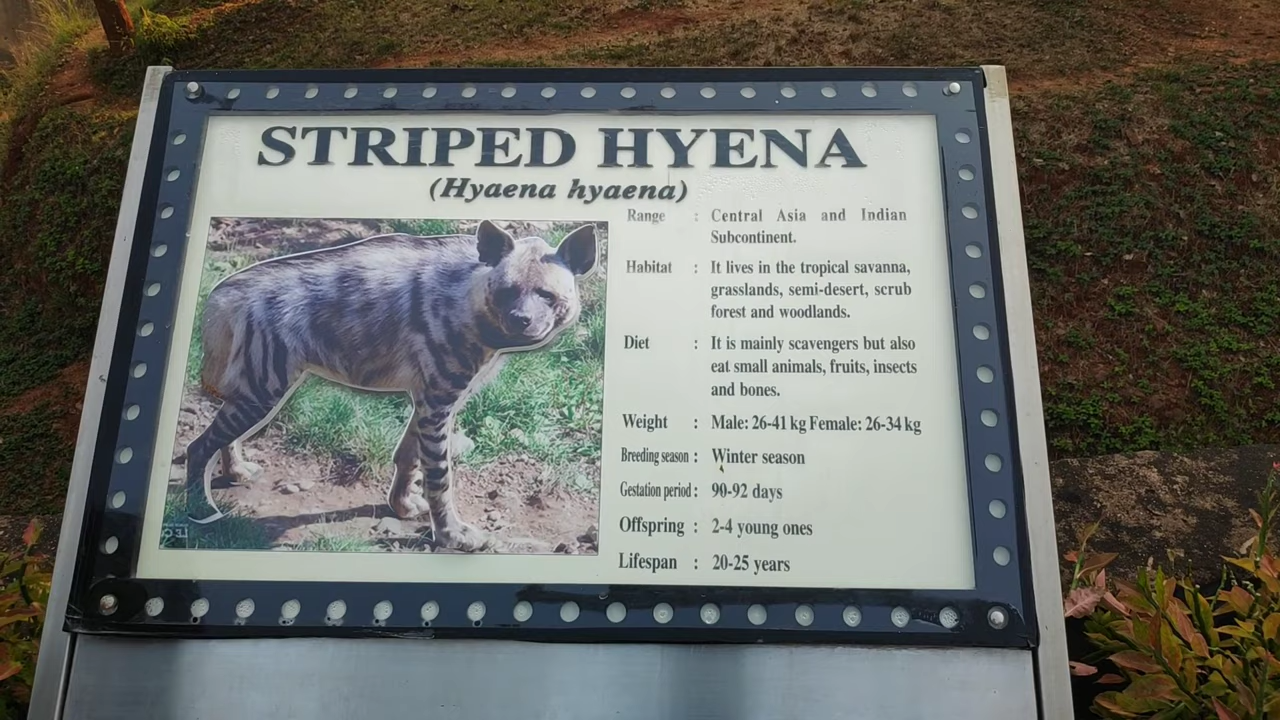 STRIPED HYENA
(Hyaena hyaena)
Range : Central Asia and Indian
Subcontinent.
Habitat : It lives in the tropical savanna,
grasslands, semi-desert, scrub
forest and woodlands.
Diet : It is mainly scavengers but also
eat small animals, fruits, insects
and bones.
Weight : Male: 26-41 kg Female: 26-34 kg
Breeding season : Winter season
Gestation period : 90-92 days
Offspring : 2-4 young ones
Lifespan : 20-25 years